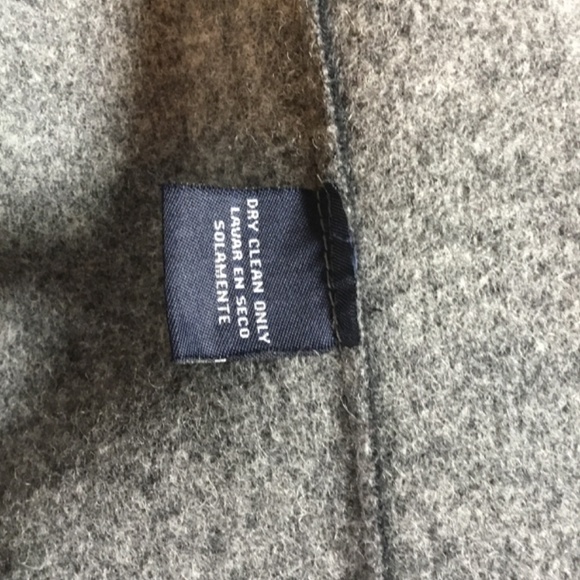 DRY CLEAN ONLY
LAVAR EN SECO
SOLAMENTE